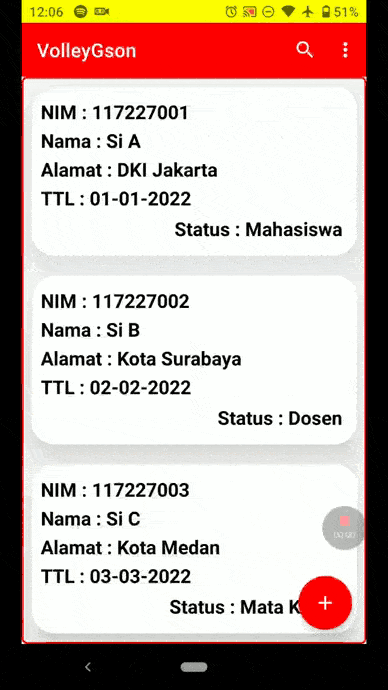 12:06 51%
VolleyGson
NIM : 117227001
Nama : Si A
Alamat : DKI Jakarta
TTL : 01-01-2022
Status : Mahasiswa
NIM : 117227002
Nama : Si B
Alamat : Kota Surabaya
TTL : 02-02-2022
Status : Dosen
NIM : 117227003
Nama : Si C
Alamat : Kota Medan
TTL : 03-03-2022
Status : Mata K